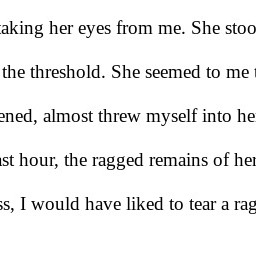 taking her eyes from me. She stoo
the threshold. She seemed to me
ened, almost threw myself into he
ast hour, the ragged remains of her
ss, I would have liked to tear a rag